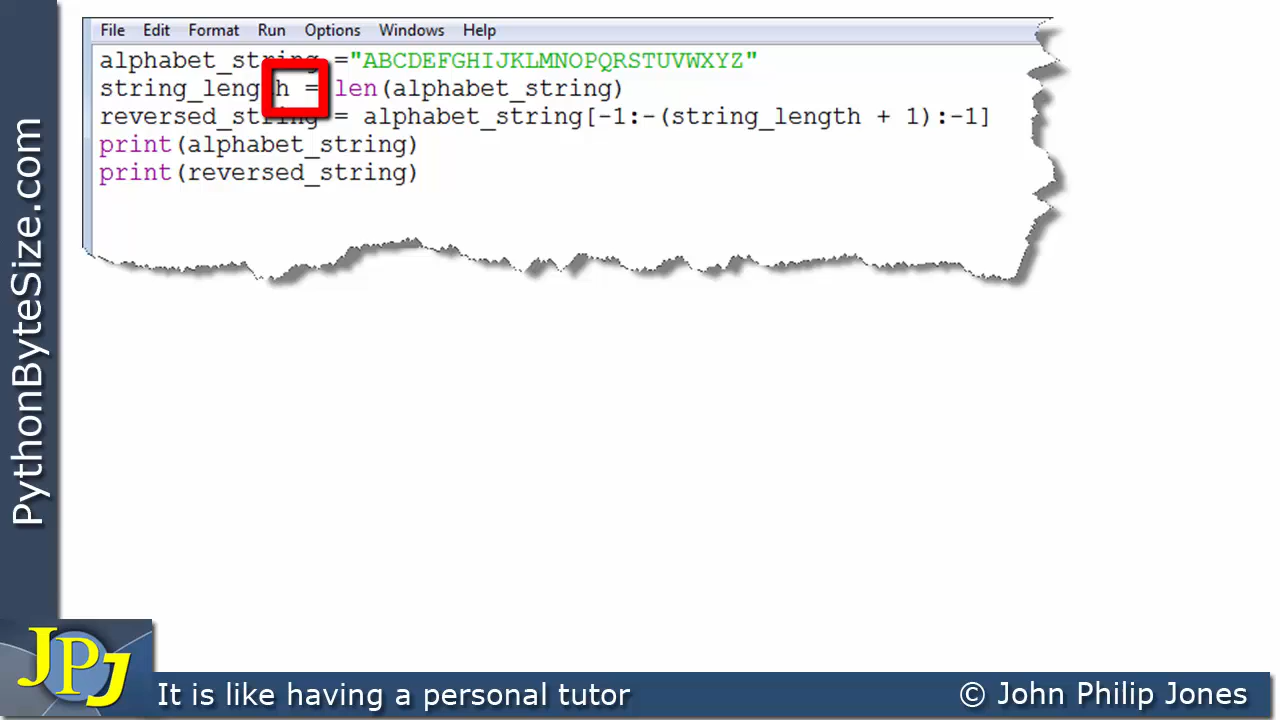 File Edit Format Run Options Windows Help
alphabet_string ="ABCDEFGHIJKLMNOPQRSTUVWXYZ"
string_length = len(alphabet_string)
reversed_string = alphabet_string[-1:-(string_length + 1):-1]
print(alphabet_string)
print(reversed_string)
PythonByteSize.com
JPJ
It is like having a personal tutor
© John Philip Jones